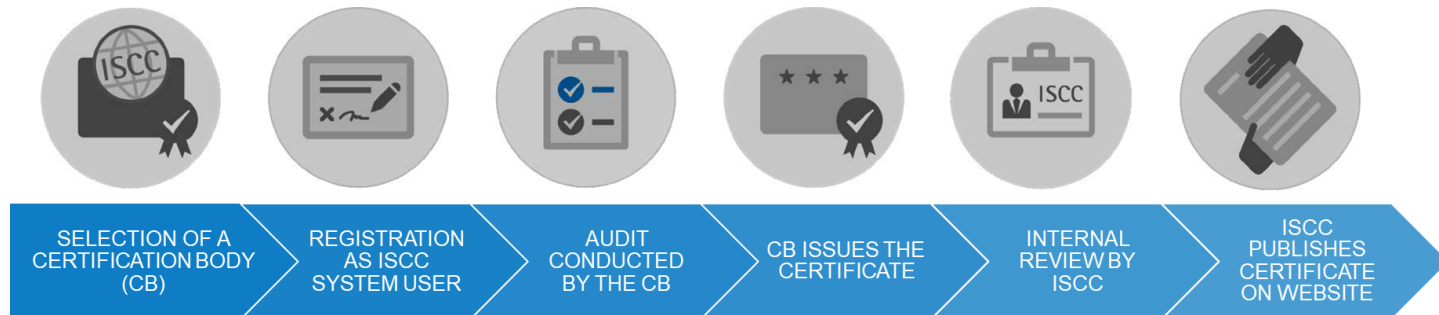 ISCC
★ ★ ★
ISCC
SELECTION OF A
CERTIFICATION BODY
(CB)
REGISTRATION
AS ISCC
SYSTEM USER
AUDIT
CONDUCTED
BY THE CB
CB ISSUES THE
CERTIFICATE
INTERNAL
REVIEW BY
ISCC
ISCC
PUBLISHES
CERTIFICATE
ON WEBSITE